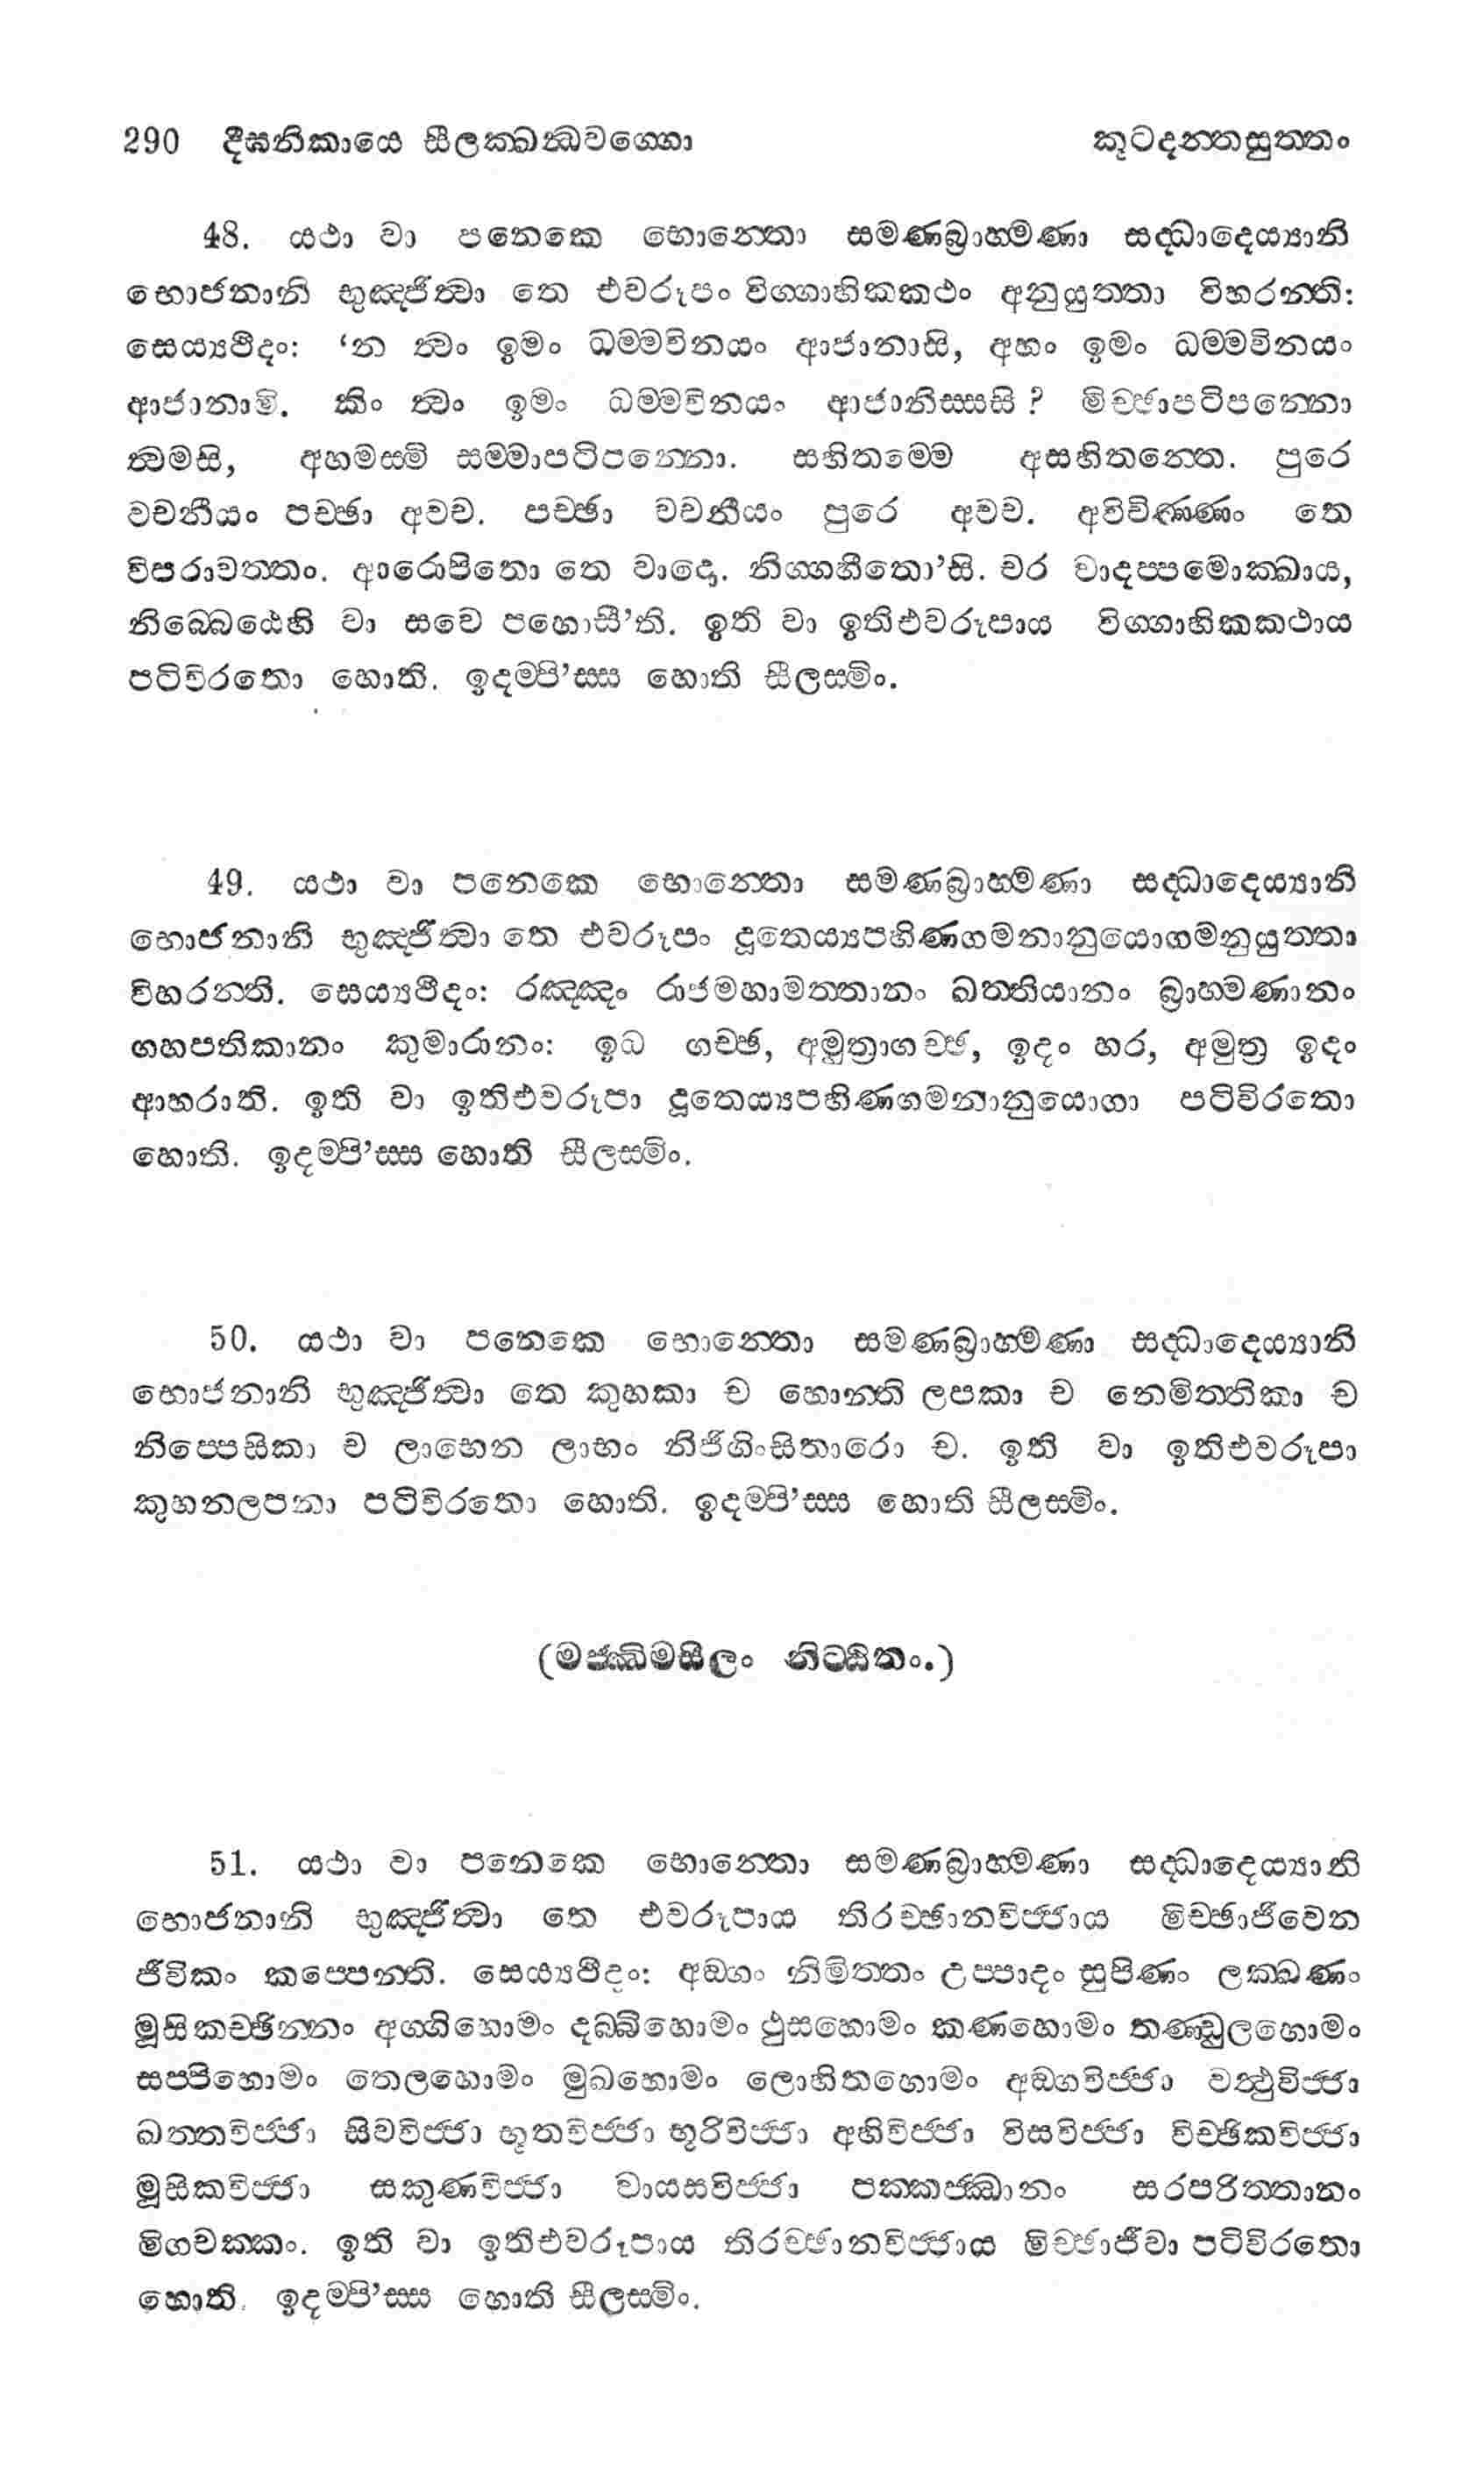 290 දීඝනිකායෙ සීලක්ඛන්ධවග්ගො කූටදන්තසුත්තං
48. යථා වා පනෙකෙ භොන්තො සමණබ්‍රාහ්මණා සද්ධාදෙය්‍යානි
භොජනානි භුඤ්ජිත්‍වා තෙ එවරූපං විග්ගාහිකකථං අනුයුත්තා විහරන්ති:
සෙය්‍යථීදං: ‘න ත්‍වං ඉමං ධම්මවිනයං ආජානාසි, අහං ඉමං ධම්මවිනයං
ආජානාමි. කිං ත්‍වං ඉමං ධම්මවිනයං ආජානිස්සසි? මිච්ඡාපටිපන්නො
ත්‍වමසි, අහමස්මි සම්මාපටිපන්නො. සහිතම්මෙ අසහිතන්තෙ. පුරෙ
වචනීයං පච්ඡා අවච. පච්ඡා වචනීයං පුරෙ අවච. අවිචිණ්ණං තෙ
විපරාවත්තං. ආරොපිතො තෙ වාදො. නිග්ගහීතො’සි. චර වාදප්පමොක්ඛාය,
නිබ්බෙඨෙහි වා සචෙ පහොසී’ති. ඉති වා ඉතිඑවරූපාය විග්ගාහිකකථාය
පටිවිරතො හොති. ඉදම්පි’ස්ස හොති සීලස්මිං.
49. යථා වා පනෙකෙ භොන්තො සමණබ්‍රාහ්මණා සද්ධාදෙය්‍යානි
භොජනානි භුඤ්ජිත්‍වා තෙ එවරූපං දූතෙය්‍යපහිණගමනානුයොගමනුයුත්තා
විහරන්ති. සෙය්‍යථීදං: රඤ්ඤං රාජමහාමත්තානං ඛත්තියානං බ්‍රාහ්මණානං
ගහපතිකානං කුමාරානං: ඉධ ගච්ඡ, අමුත්‍රාගච්ඡ, ඉදං හර, අමුත්‍ර ඉදං
ආහරාති. ඉති වා ඉතිඑවරූපා දූතෙය්‍යපහිණගමනානුයොගා පටිවිරතො
හොති. ඉදම්පි’ස්ස හොති සීලස්මිං.
50. යථා වා පනෙකෙ භොන්තො සමණබ්‍රාහ්මණා සද්ධාදෙය්‍යානි
භොජනානි භුඤ්ජිත්‍වා තෙ කුහකා ච හොන්ති ලපකා ච නෙමිත්තිකා ච
නිප්පෙසිකා ච ලාභෙන ලාභං නිජිගිංසිතාරො ච. ඉති වා ඉතිඑවරූපා
කුහනලපනා පටිවිරතො හොති. ඉදම්පි’ස්ස හොති සීලස්මිං.
(මජ්ඣිමසීලං නිට්ඨිතං.)
51. යථා වා පනෙකෙ භොන්තො සමණබ්‍රාහ්මණා සද්ධාදෙය්‍යානි
භොජනානි භුඤ්ජිත්‍වා තෙ එවරූපාය තිරච්ඡානවිජ්ජාය මිච්ඡාජිවෙන
ජීවිකං කප්පෙන්ති. සෙය්‍යථීදං: අඞ්ගං නිමිත්තං උප්පාදං සුපිණං ලක්ඛණං
මූසිකච්ඡින්නං අග්ගිහොමං දබ්බිහොමං ථුසහොමං කණහොමං තණ්ඩුලහොමං
සප්පිහොමං තෙලහොමං මුඛහොමං ලොහිතහොමං අඞ්ගවිජ්ජා වත්ථුවිජ්ජා
ඛත්තවිජ්ජා සිවවිජ්ජා භූතවිජ්ජා භූරිවිජ්ජා අහිවිජ්ජා විසවිජ්ජා විච්ඡිකවිජ්ජා
මූසිකවිජ්ජා සකුණවිජ්ජා වායසවිජ්ජා පක්කජ්ඣානං සරපරිත්තානං
මිගචක්කං. ඉති වා ඉතිඑවරූපාය තිරච්ඡානවිජ්ජාය මිච්ඡාජීවා පටිවිරතො
හොති. ඉදම්පි’ස්ස හොති සීලස්මිං.